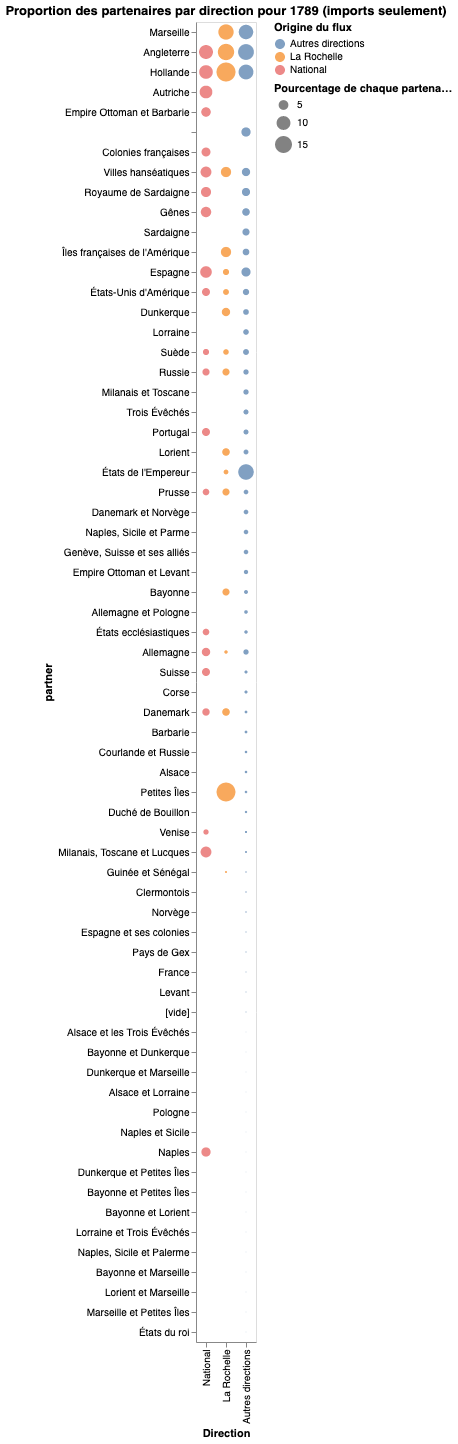 Proportion des partenaires par direction pour 1789 (imports seulement)
Origine du flux
Autres directions
La Rochelle
National
Pourcentage de chaque partena…
5
10
15
partner
Marseille
Angleterre
Hollande
Autriche
Empire Ottoman et Barbarie
Colonies françaises
Villes hanséatiques
Royaume de Sardaigne
Gênes
Sardaigne
Îles françaises de l'Amérique
Espagne
États-Unis d'Amérique
Dunkerque
Lorraine
Suède
Russie
Milanais et Toscane
Trois Évêchés
Portugal
Lorient
États de l'Empereur
Prusse
Danemark et Norvège
Naples, Sicile et Parme
Genève, Suisse et ses alliés
Empire Ottoman et Levant
Bayonne
Allemagne et Pologne
États ecclésiastiques
Allemagne
Suisse
Corse
Danemark
Barbarie
Courlande et Russie
Alsace
Petites Îles
Duché de Bouillon
Venise
Milanais, Toscane et Lucques
Guinée et Sénégal
Clermontois
Norvège
Espagne et ses colonies
Pays de Gex
France
Levant
[vide]
Alsace et les Trois Évêchés
Bayonne et Dunkerque
Dunkerque et Marseille
Alsace et Lorraine
Pologne
Naples et Sicile
Naples
Dunkerque et Petites Îles
Bayonne et Petites Îles
Bayonne et Lorient
Lorraine et Trois Évêchés
Naples, Sicile et Palerme
Bayonne et Marseille
Lorient et Marseille
Marseille et Petites Îles
États du roi
National
La Rochelle
Autres directions
Direction